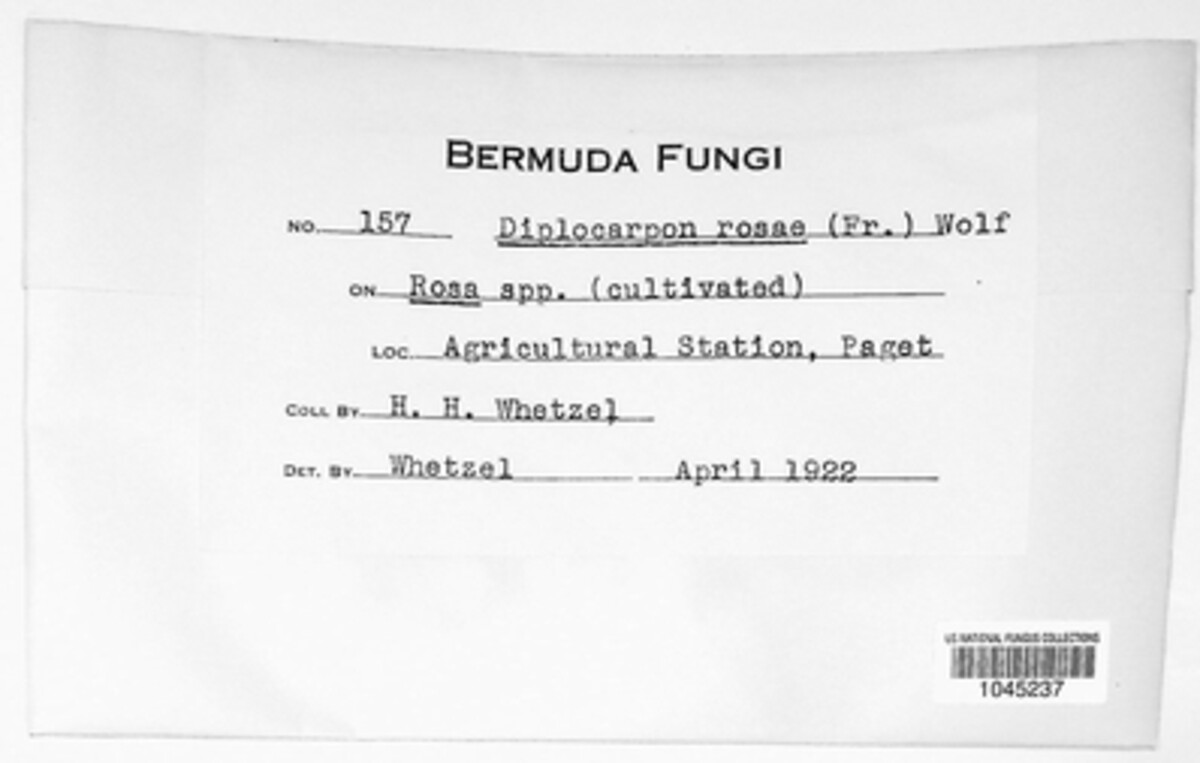 BERMUDA FUNGI
NO. 157 Diplocarpon rosae (Fr.) Wolf
ON Rosa spp. (cultivated)
LOC. Agricultural Station, Paget
COLL BY H. H. Whetzel
DET. BY Whetzel April 1922
US NATIONAL FUNGUS COLLECTIONS
1045237